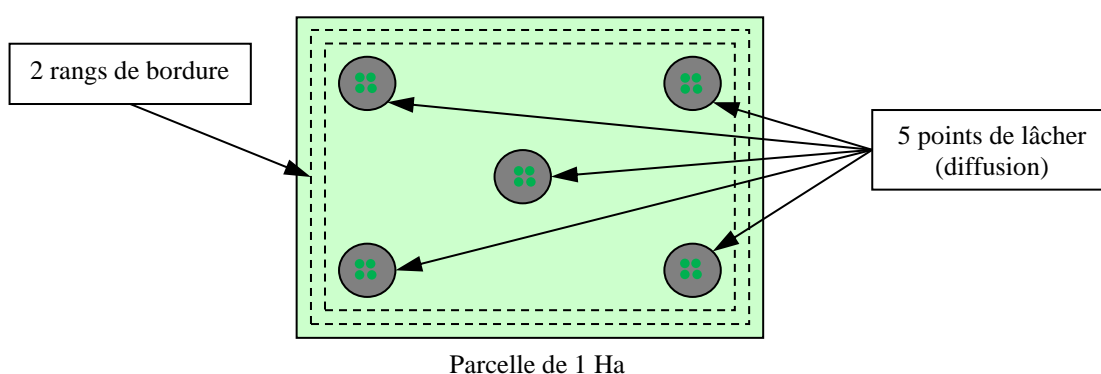 2 rangs de bordure
5 points de lâcher
(diffusion)
Parcelle de 1 Ha